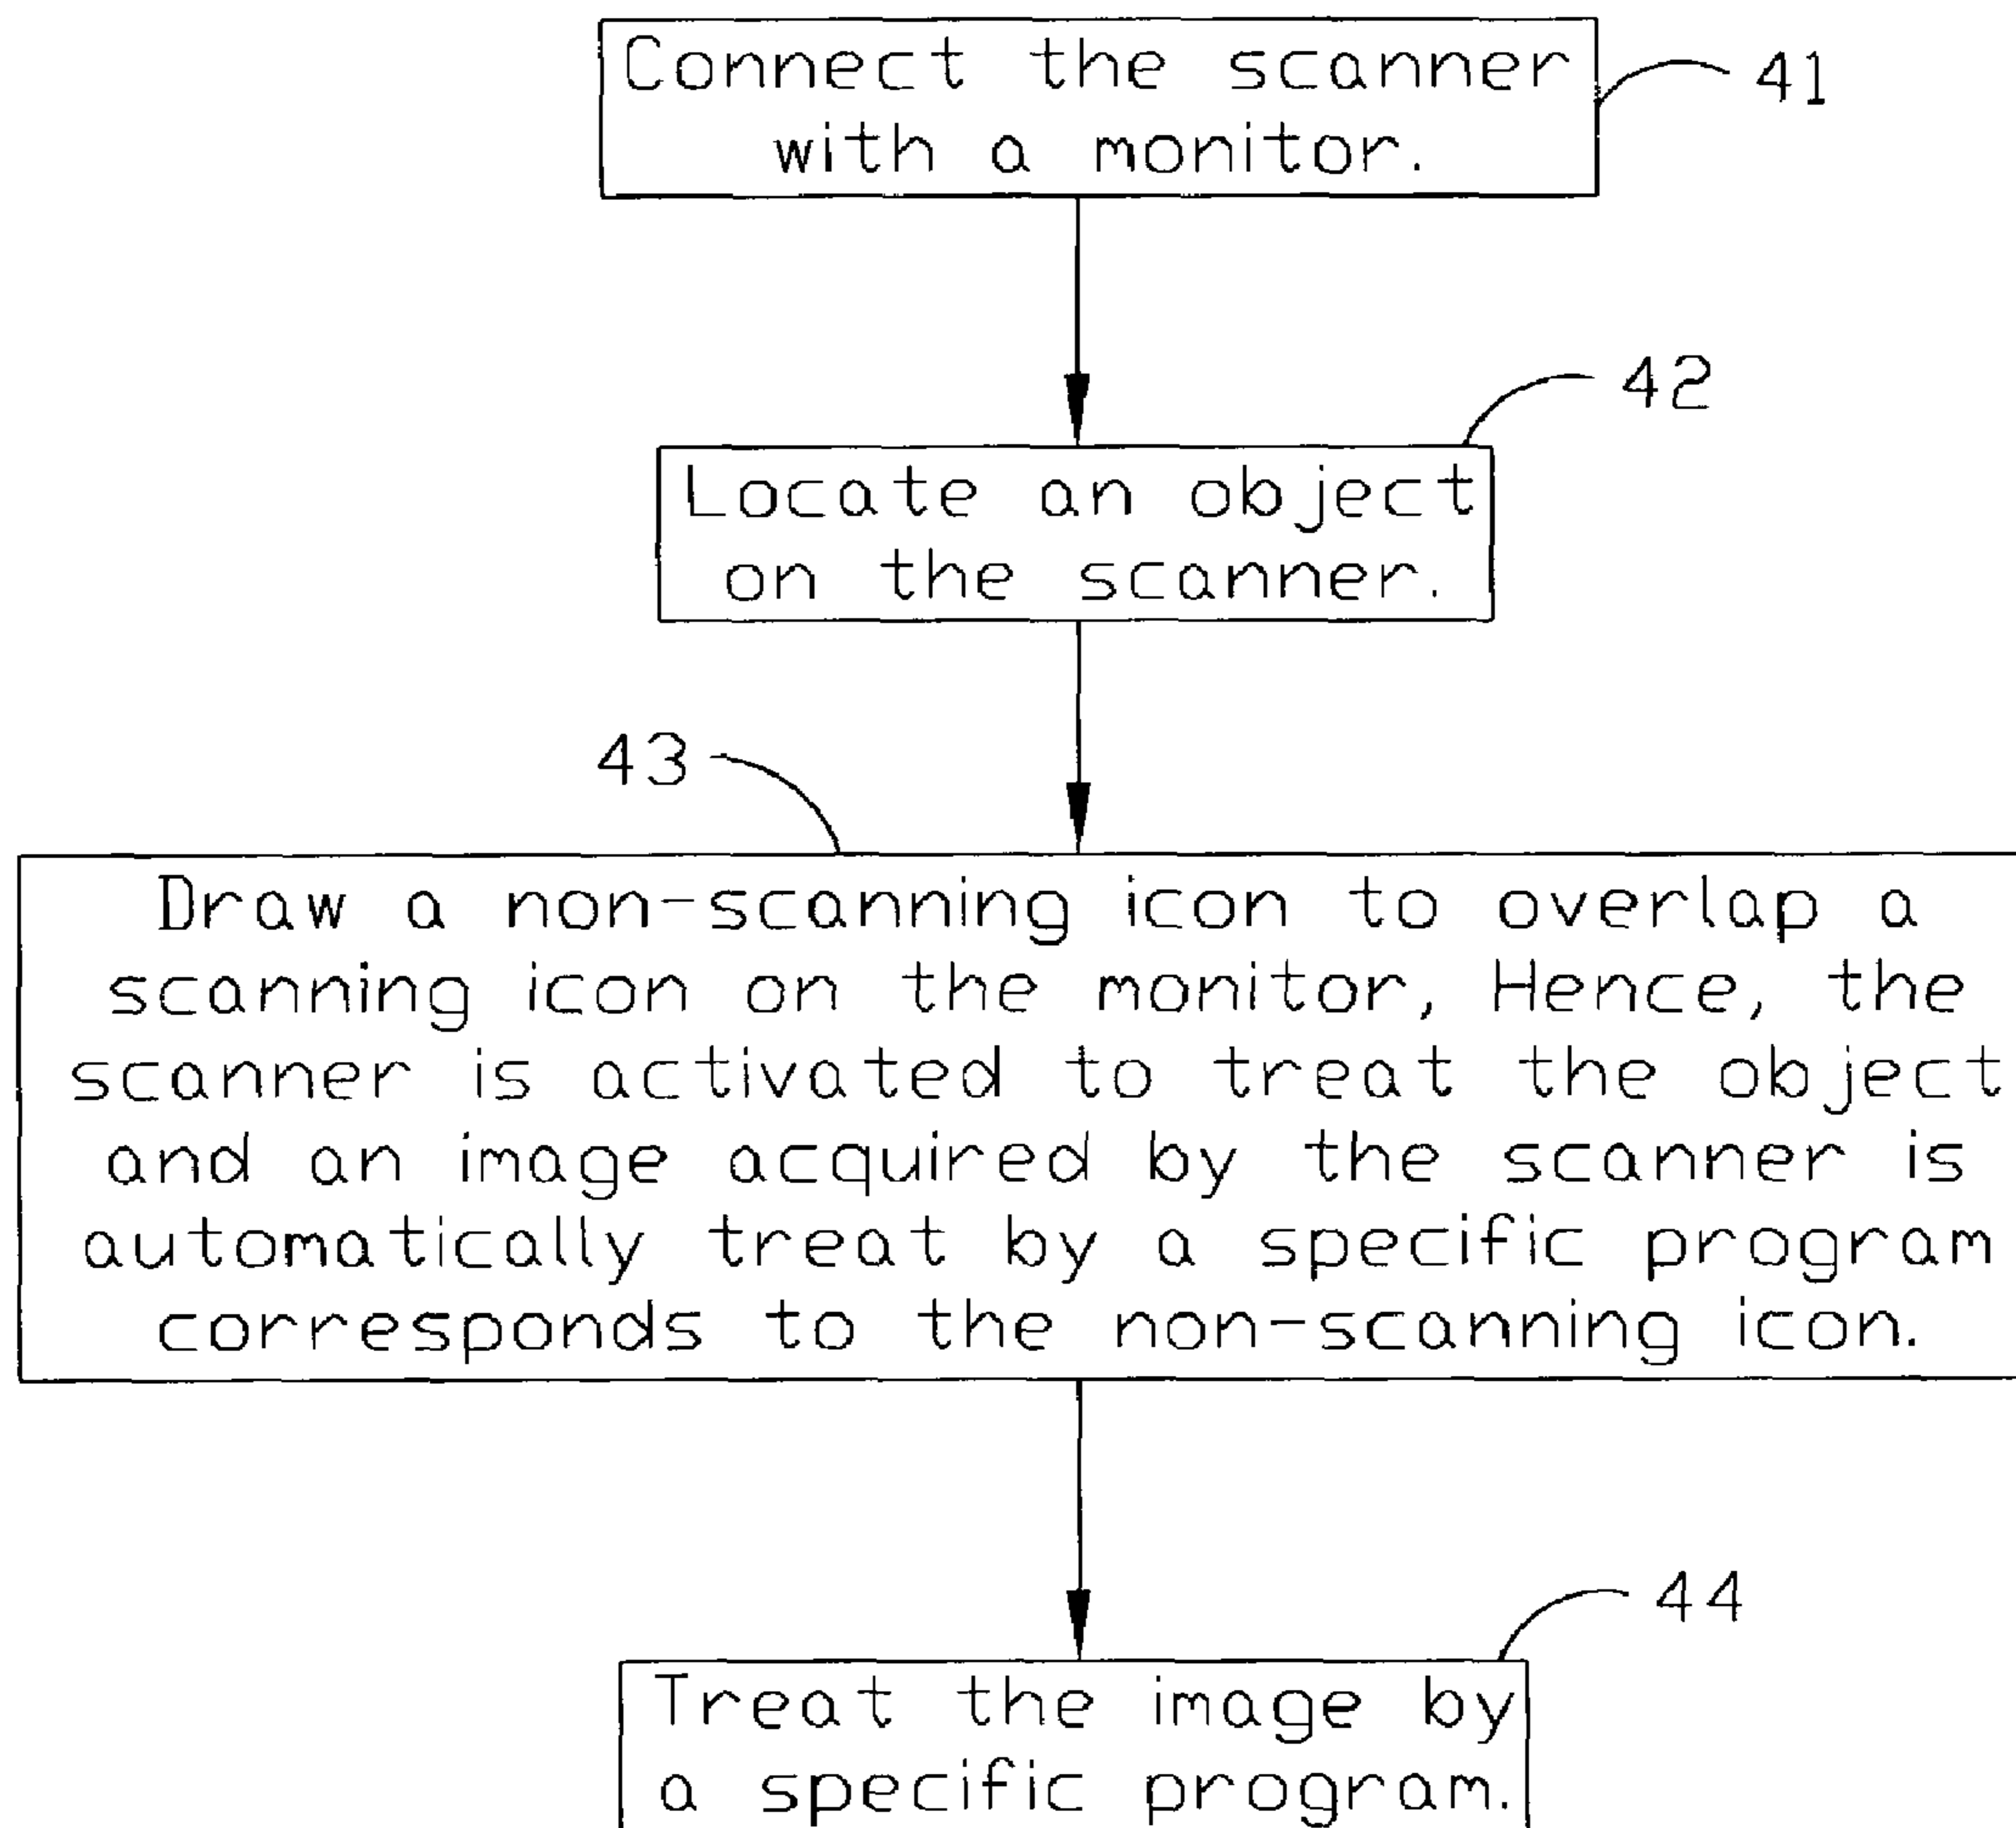 Connect the scanner
with a monitor.
41
42
Locate an object
on the scanner.
43
Draw a non-scanning icon to overlap a
scanning icon on the monitor, Hence, the
scanner is activated to treat the object
and an image acquired by the scanner is
automatically treat by a specific program
corresponds to the non-scanning icon.
44
Treat the image by
a specific program.